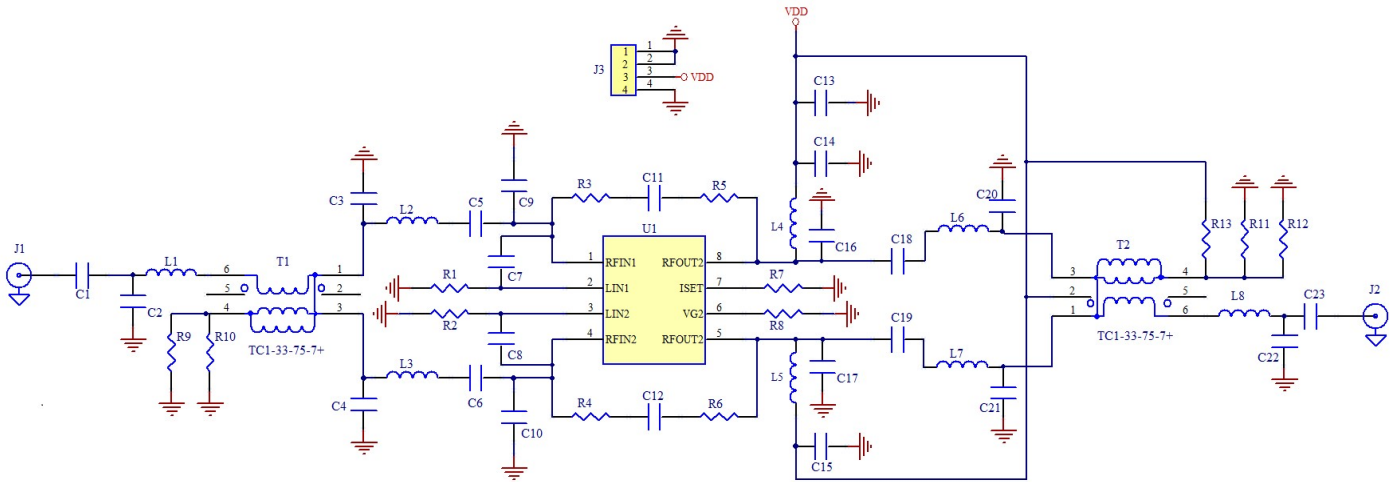 VDD
J3
1
2
3
4
1
2
3
4
VDD
C13
C14
C3
C9
R3
C11
R5
L4
C16
C20
L6
R13
R11
R12
L2
C5
U1
C18
J1
L1
T1
C1
C2
6
5
4
1
2
3
C7
R1
R2
C8
1
2
3
4
RFIN1
LIN1
LIN2
RFIN2
RFOUT2
ISET
VG2
RFOUT2
8
7
6
5
R7
R8
C19
T2
3
2
1
4
5
6
L8
C23
J2
R9
R10
TC1-33-75-7+
TC1-33-75-7+
L3
C6
C4
C10
R4
C12
R6
L5
C17
L7
C21
C22
C15